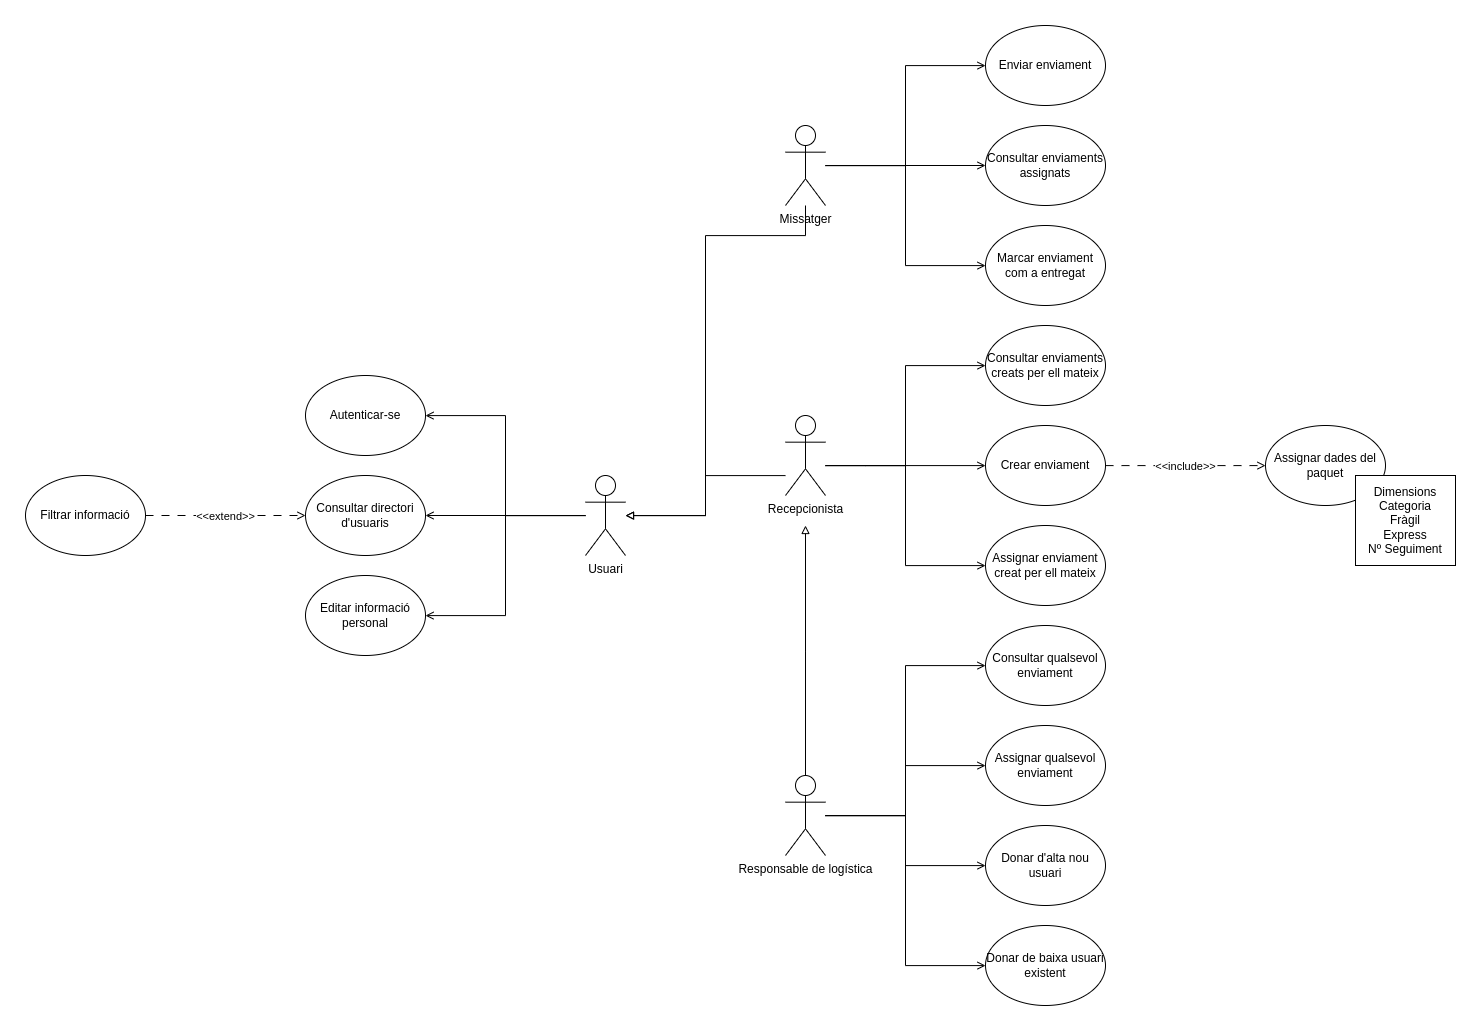 Enviar enviament
Consultar enviaments
assignats
Missatger
Marcar enviament
com a entregat
Consultar enviaments
creats per ell mateix
Autenticar-se
Crear enviament
<<include>>
Assignar dades del
paquet
Dimensions
Categoria
Fràgil
Express
Nº Seguiment
Filtrar informació
<<extend>>
Consultar directori
d'usuaris
Recepcionista
Usuari
Assignar enviament
creat per ell mateix
Editar informació
personal
Consultar qualsevol
enviament
Assignar qualsevol
enviament
Responsable de logística
Donar d'alta nou
usuari
Donar de baixa usuari
existent